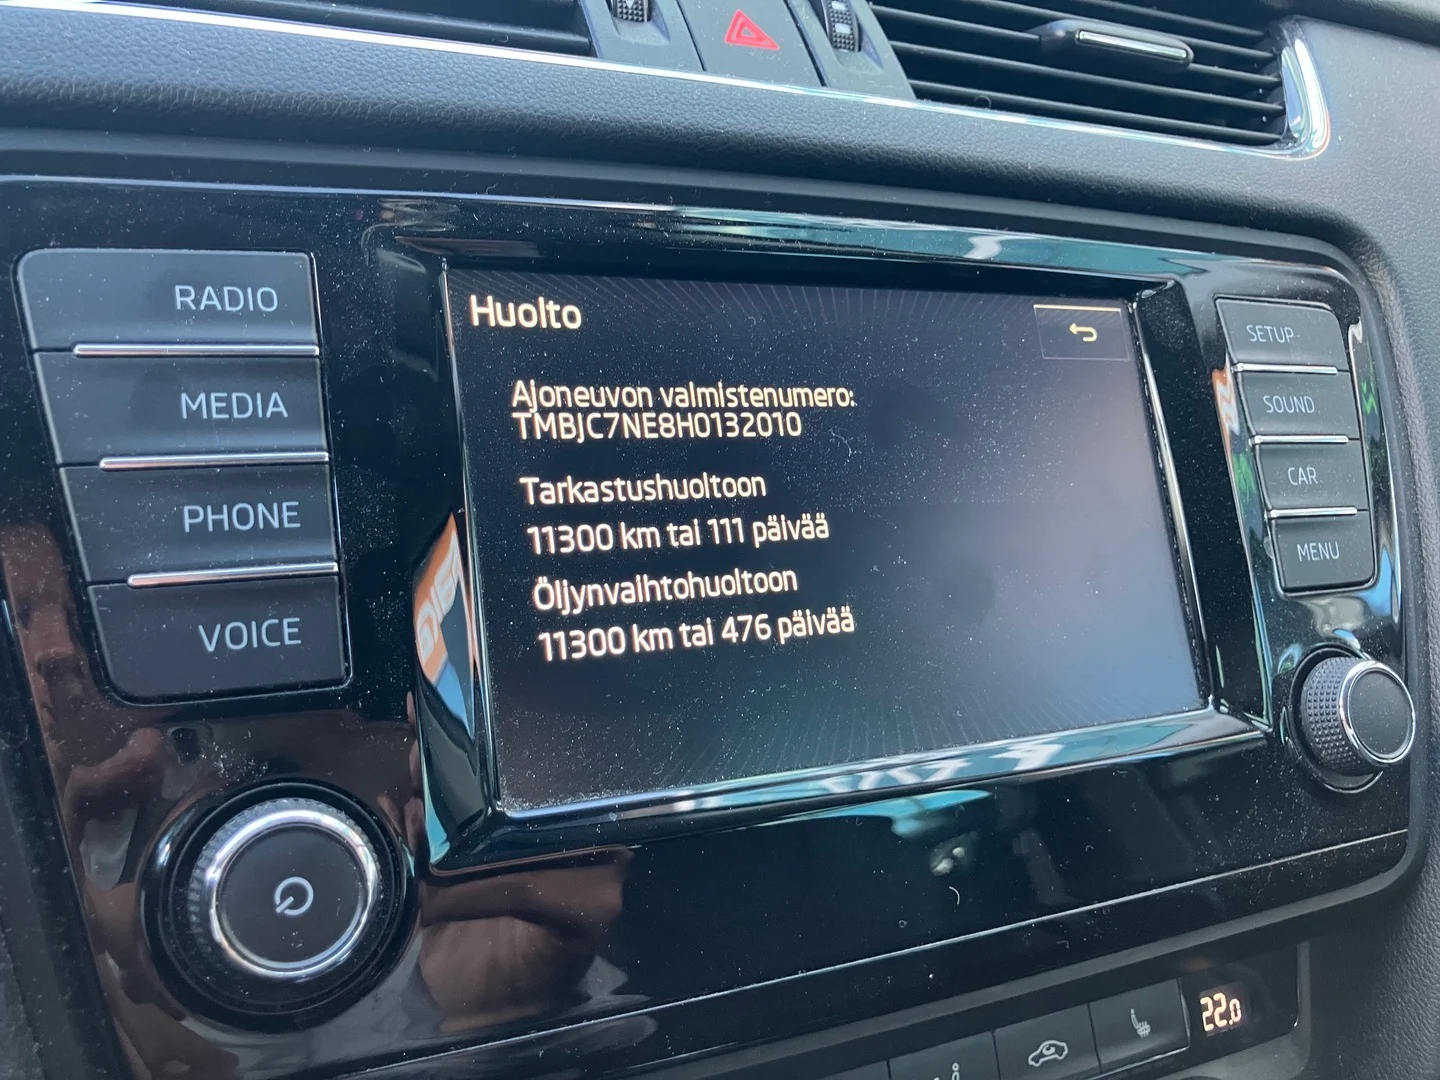 RADIO
MEDIA
PHONE
VOICE
Huolto
Ajoneuvon valmistenumero:
TMBJC7NE8H0132010
Tarkastushuoltoon
11300 km tai 111 päivää
Öljynvaihtohuoltoon
11300 km tai 476 päivää
SETUP
SOUND
CAR
MENU
22.0